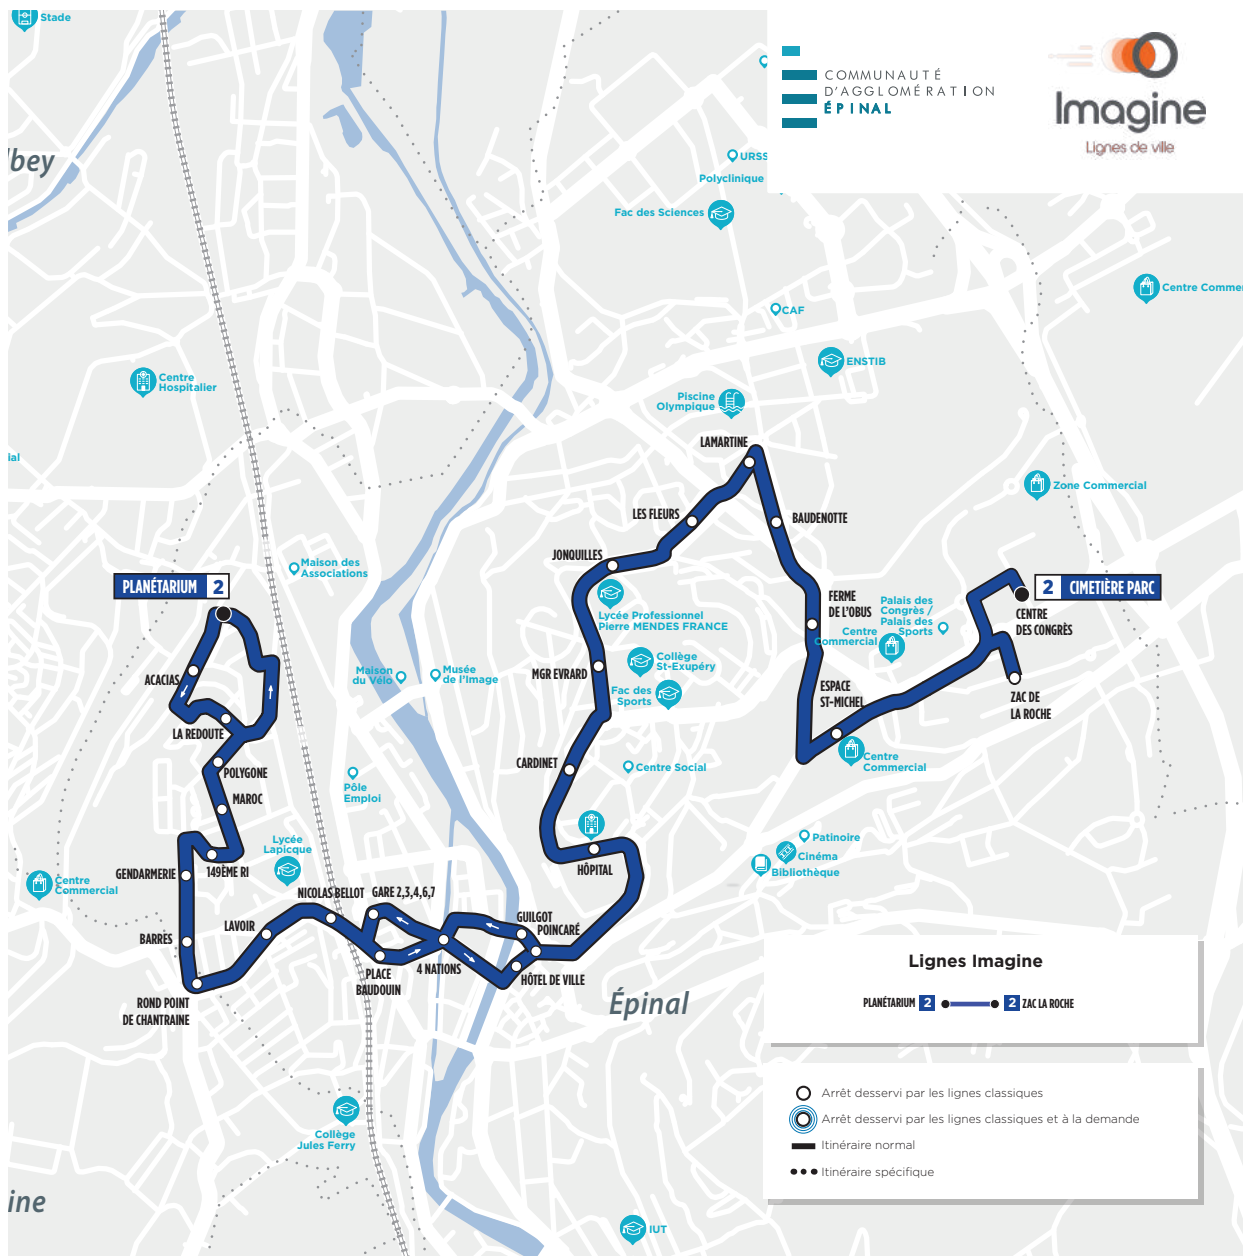 Stade
COMMUNAUTÉ
D'AGGLOMÉRATION
ÉPINAL
Imagine
Lignes de ville
lbey
URSS
Polyclinique
Fac des Sciences
Centre Commer
CAF
ENSTIB
Centre
Hospitalier
Piscine
Olympique
LAMARTINE
ial
Zone Commercial
LES FLEURS
BAUDENOTTE
JONQUILLES
Maison des
Associations
PLANÉTARIUM 2
2 CIMETIÈRE PARC
FERME
DE L'OBUS
Palais des
Congrès /
Palais des
Sports
CENTRE
DES CONGRÈS
Lycée Professionnel
Pierre MENDES FRANCE
Centre
Commercial
Collège
St-Exupéry
ACACIAS
Maison
du Vélo
Musée
de l'Image
MGR EVRARD
Fac des
Sports
ESPACE
ST-MICHEL
ZAC DE
LA ROCHE
LA REDOUTE
POLYGONE
CARDINET
Centre Social
Centre
Commercial
Pôle
Emploi
MAROC
Lycée
Lapicque
Patinoire
Cinéma
Bibliothèque
149ÈME RI
GENDARMERIE
HÔPITAL
Centre
Commercial
NICOLAS BELLOT
GARE 2,3,4,6,7
GUILGOT
POINCARÉ
LAVOIR
BARRÈS
PLACE
BAUDOUIN
4 NATIONS
HÔTEL DE VILLE
ROND POINT
DE CHANTRAINE
Épinal
Lignes Imagine
PLANÉTARIUM 2 2 ZAC LA ROCHE
Arrêt desservi par les lignes classiques
Arrêt desservi par les lignes classiques et à la demande
Itinéraire normal
Itinéraire spécifique
Collège
Jules Ferry
ine
IUT